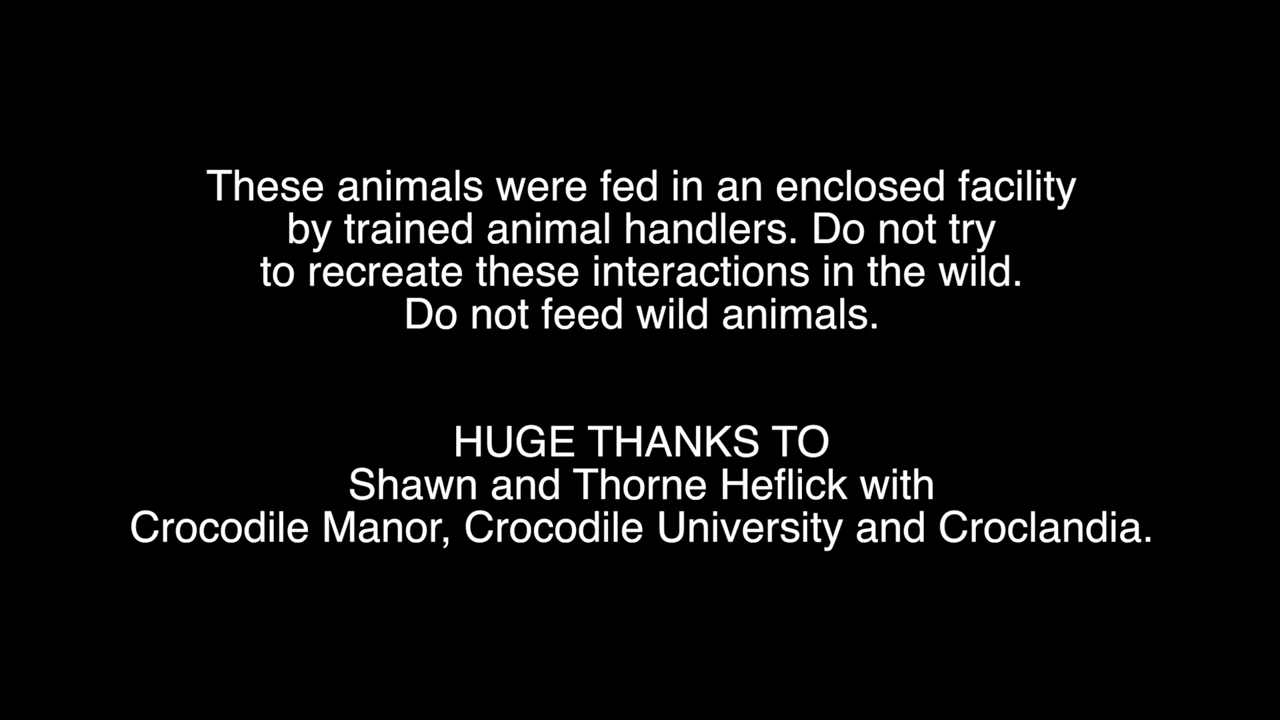 These animals were fed in an enclosed facility
by trained animal handlers. Do not try
to recreate these interactions in the wild.
Do not feed wild animals.
HUGE THANKS TO
Shawn and Thorne Heflick with
Crocodile Manor, Crocodile University and Croclandia.